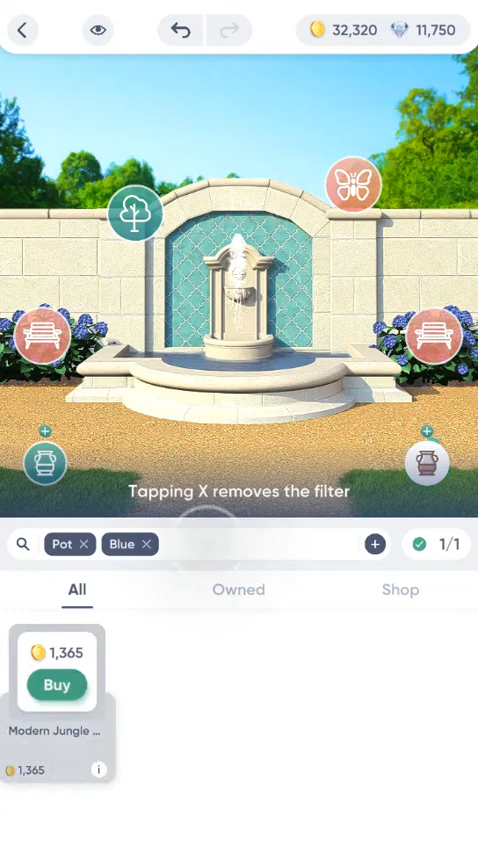 32,320 11,750
Tapping X removes the filter
Pot Blue 1/1
All Owned Shop
1,365
Buy
Modern Jungle ...
1,365 i